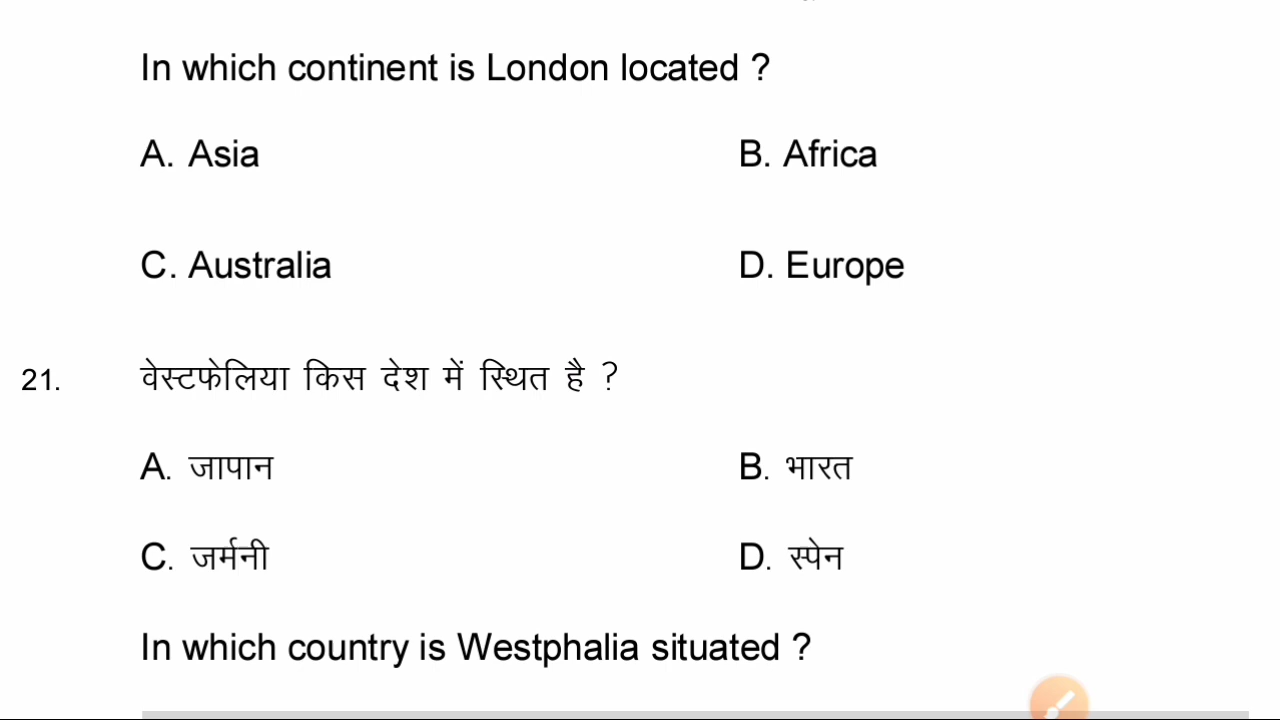 In which continent is London located ?
A. Asia B. Africa
C. Australia D. Europe
21. वेस्टफेलिया किस देश में स्थित है ?
A. जापान B. भारत
C. जर्मनी D. स्पेन
In which country is Westphalia situated ?